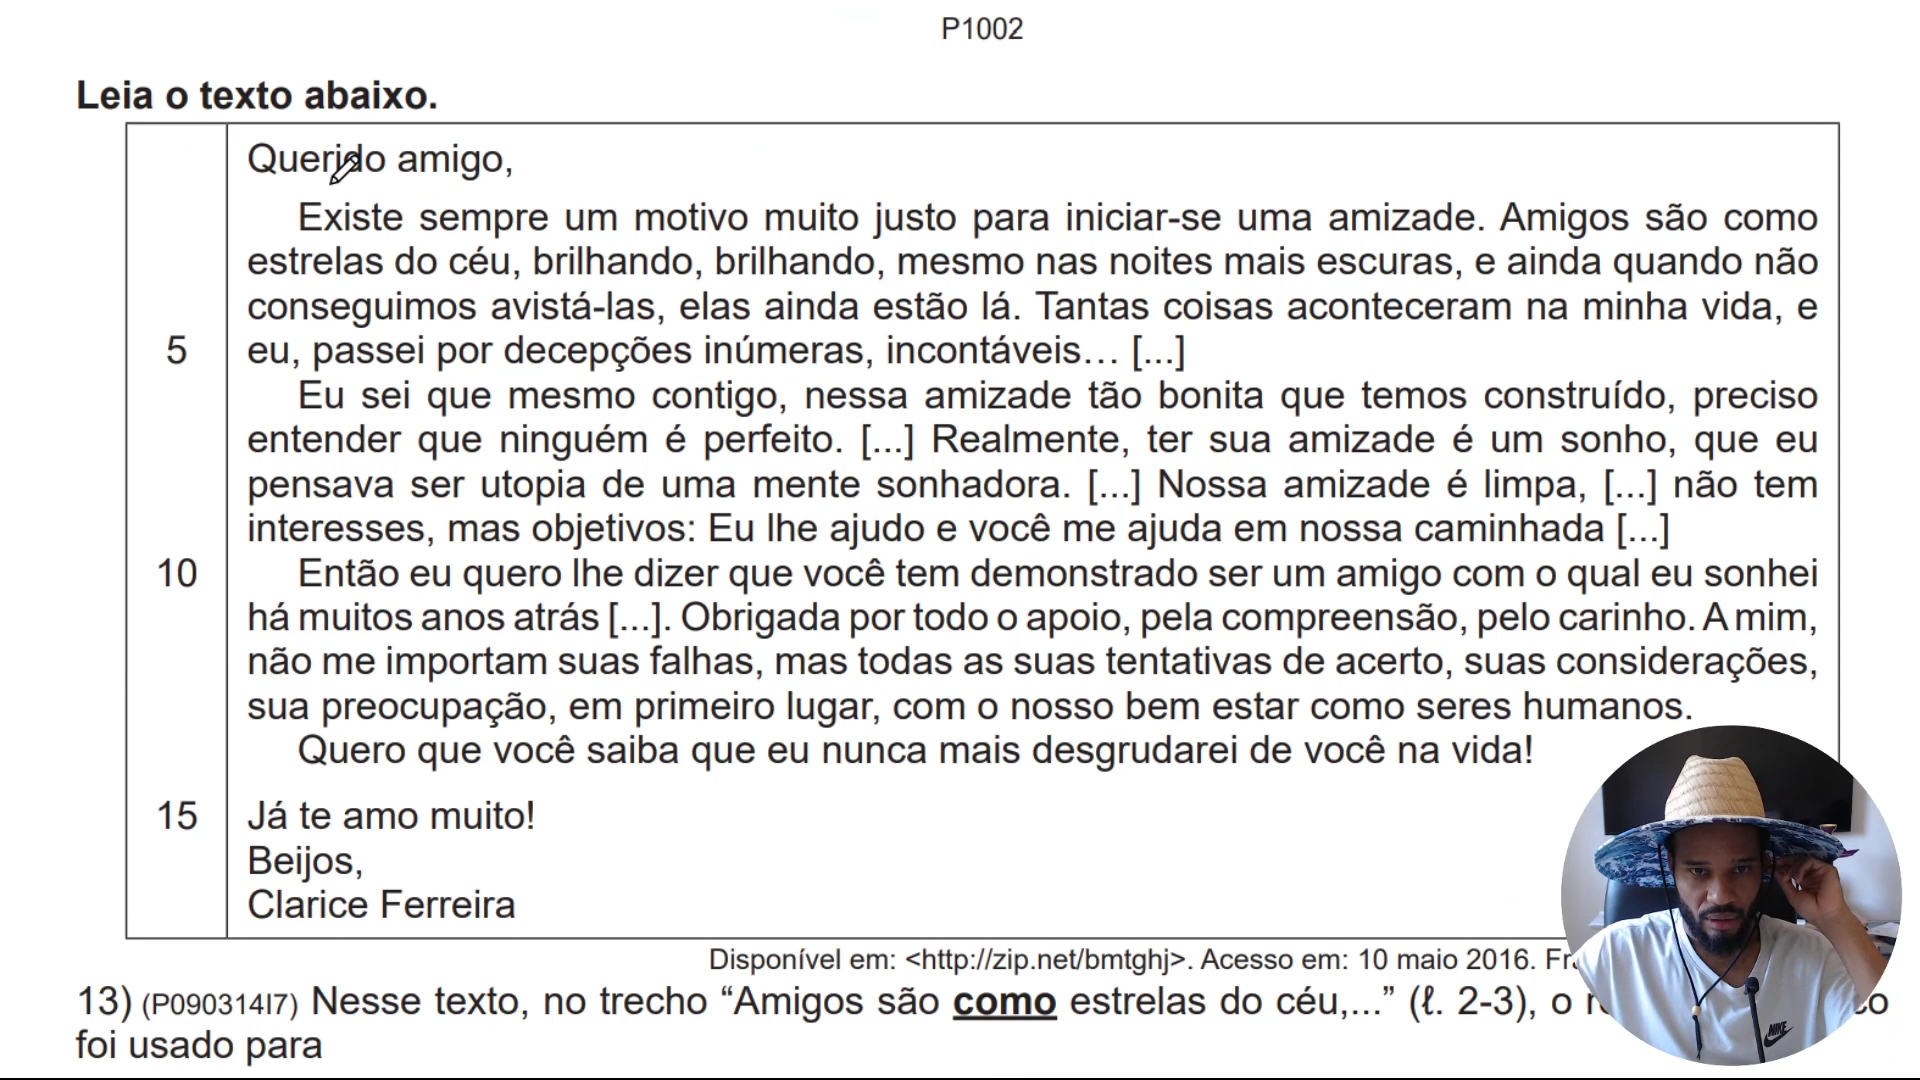 P1002
Leia o texto abaixo.
Querido amigo,
Existe sempre um motivo muito justo para iniciar-se uma amizade. Amigos são como
estrelas do céu, brilhando, brilhando, mesmo nas noites mais escuras, e ainda quando não
conseguimos avistá-las, elas ainda estão lá. Tantas coisas aconteceram na minha vida, e
5 eu, passei por decepções inúmeras, incontáveis… [...]
Eu sei que mesmo contigo, nessa amizade tão bonita que temos construído, preciso
entender que ninguém é perfeito. [...] Realmente, ter sua amizade é um sonho, que eu
pensava ser utopia de uma mente sonhadora. [...] Nossa amizade é limpa, [...] não tem
interesses, mas objetivos: Eu lhe ajudo e você me ajuda em nossa caminhada [...]
10 Então eu quero lhe dizer que você tem demonstrado ser um amigo com o qual eu sonhei
há muitos anos atrás [...]. Obrigada por todo o apoio, pela compreensão, pelo carinho. A mim,
não me importam suas falhas, mas todas as suas tentativas de acerto, suas considerações,
sua preocupação, em primeiro lugar, com o nosso bem estar como seres humanos.
Quero que você saiba que eu nunca mais desgrudarei de você na vida!
15 Já te amo muito!
Beijos,
Clarice Ferreira
Disponível em: <http://zip.net/bmtghj>. Acesso em: 10 maio 2016.
13) (P090314I7) Nesse texto, no trecho “Amigos são como estrelas do céu,...” (ℓ. 2-3), o
foi usado para
NIKE